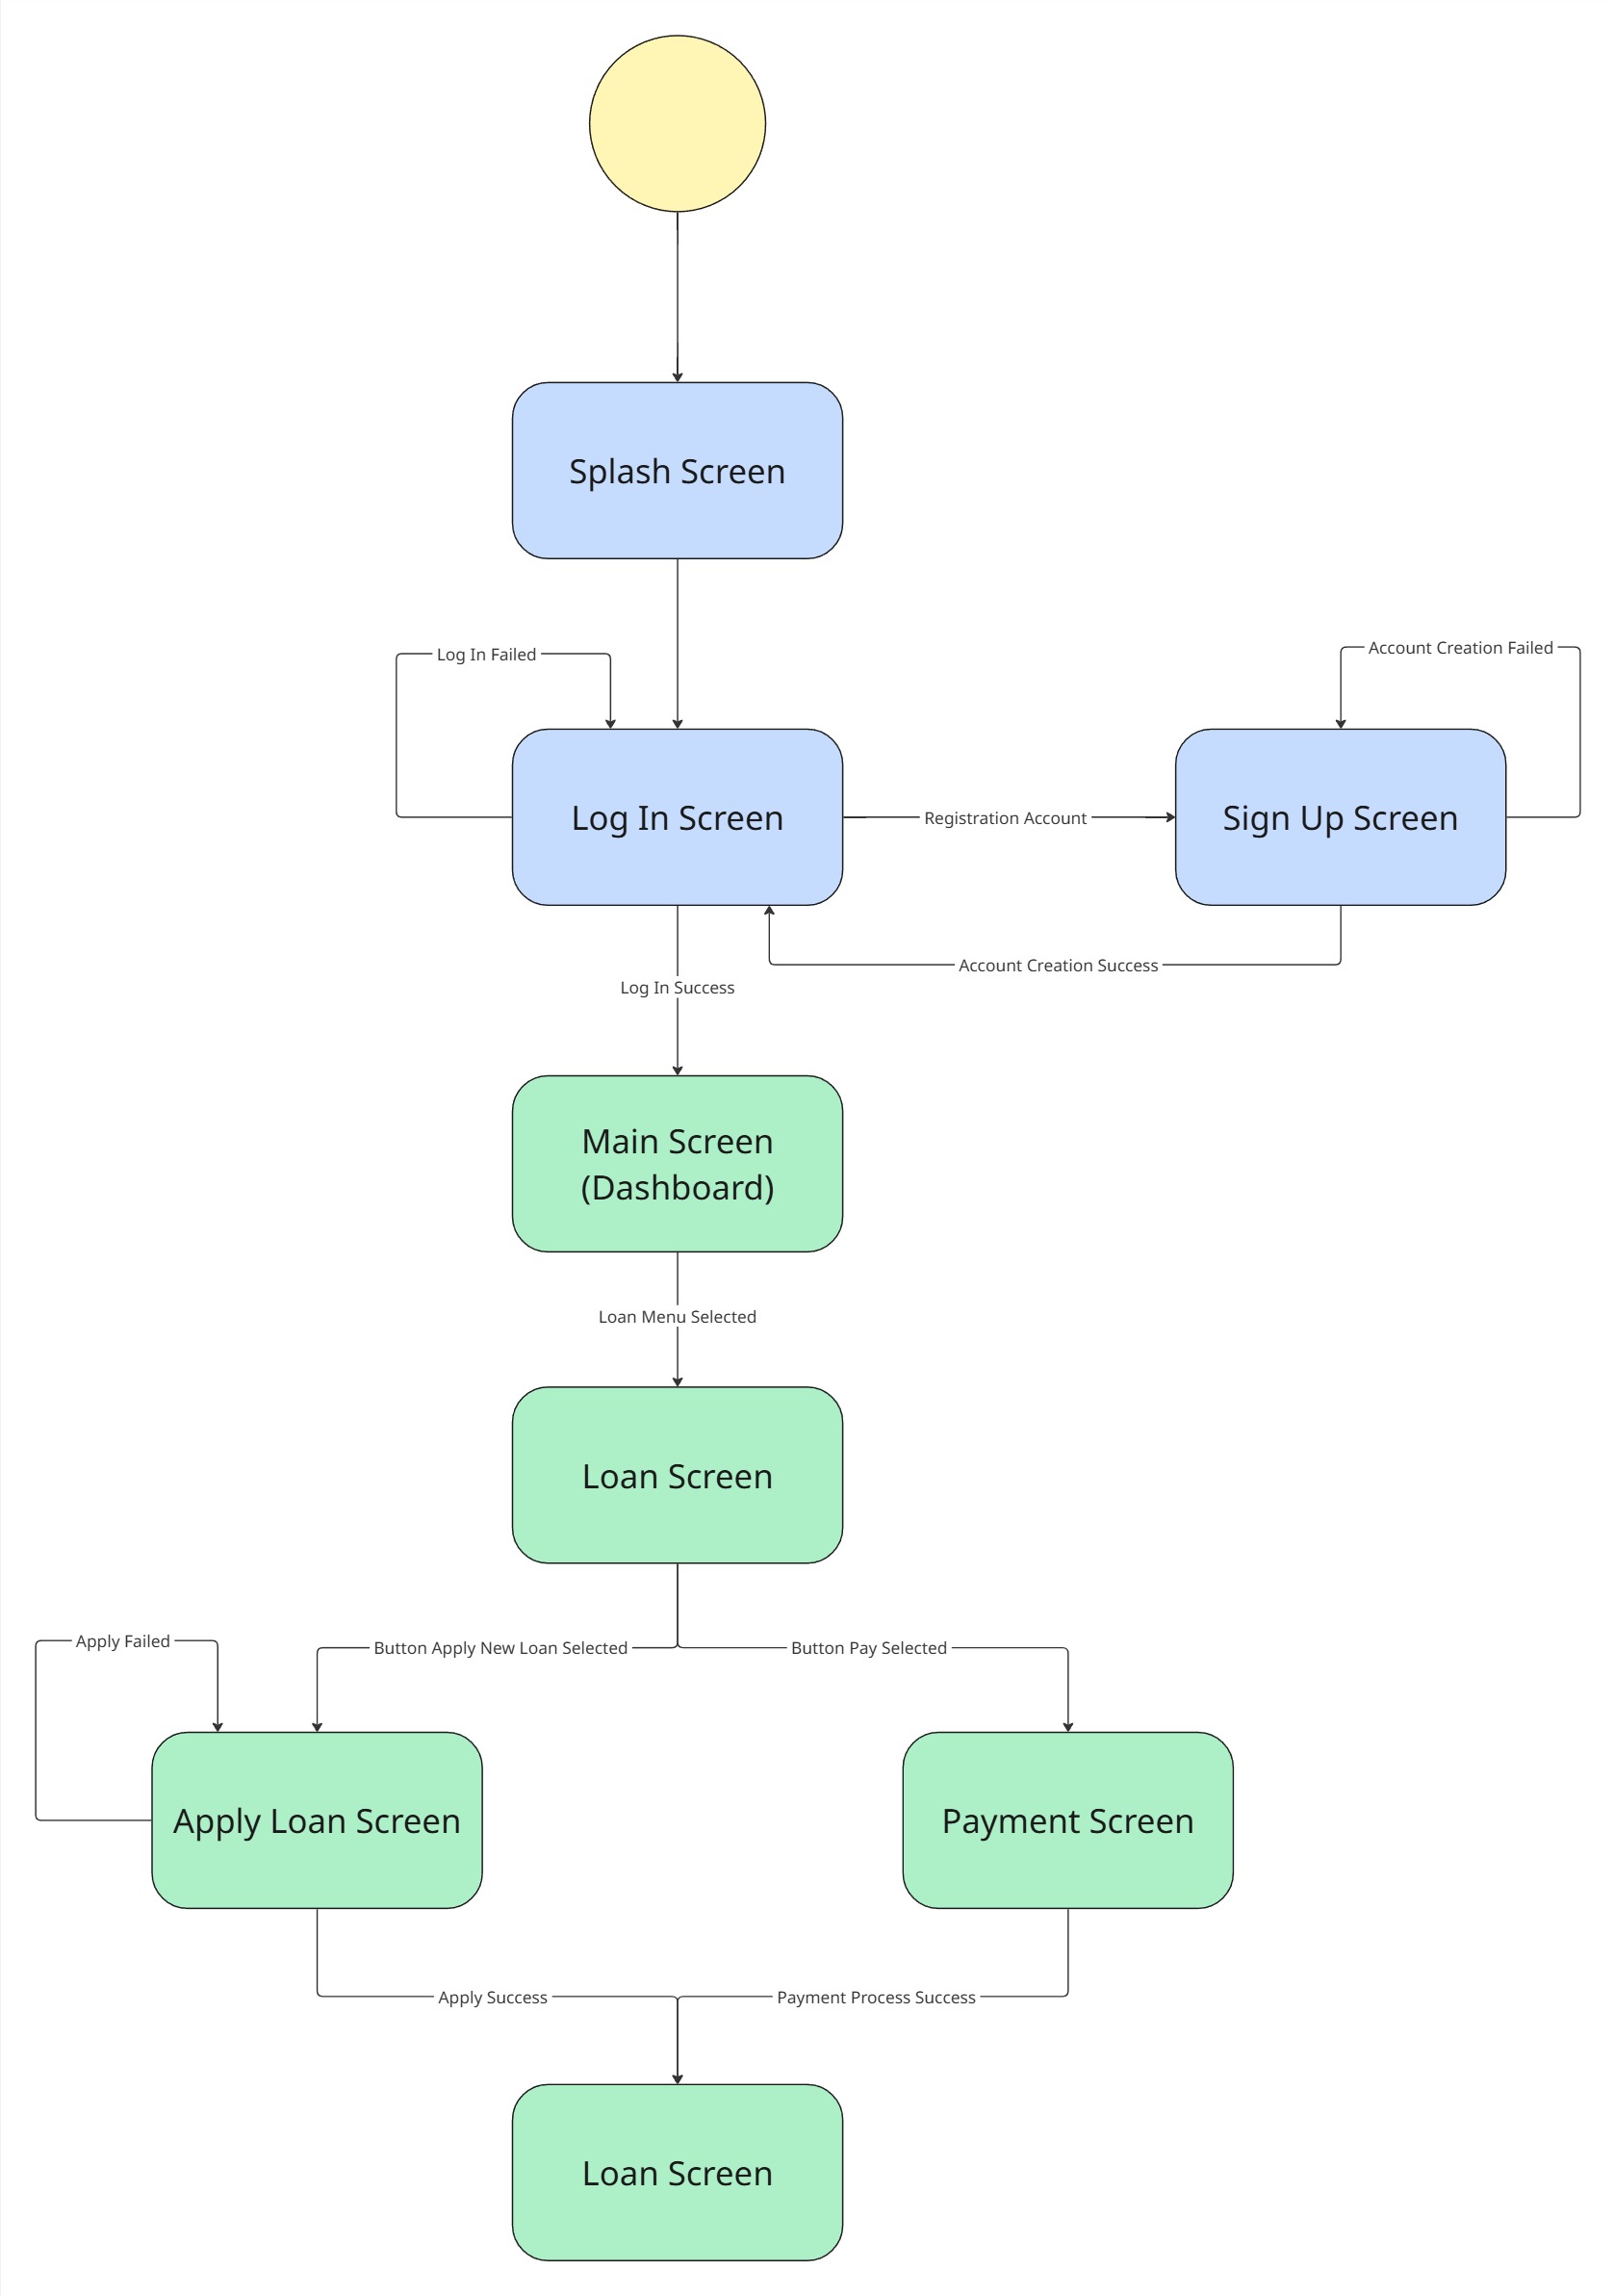 Splash Screen
Log In Failed
Account Creation Failed
Log In Screen
Registration Account
Sign Up Screen
Account Creation Success
Log In Success
Main Screen
(Dashboard)
Loan Menu Selected
Loan Screen
Apply Failed
Button Apply New Loan Selected
Button Pay Selected
Apply Loan Screen
Payment Screen
Apply Success
Payment Process Success
Loan Screen